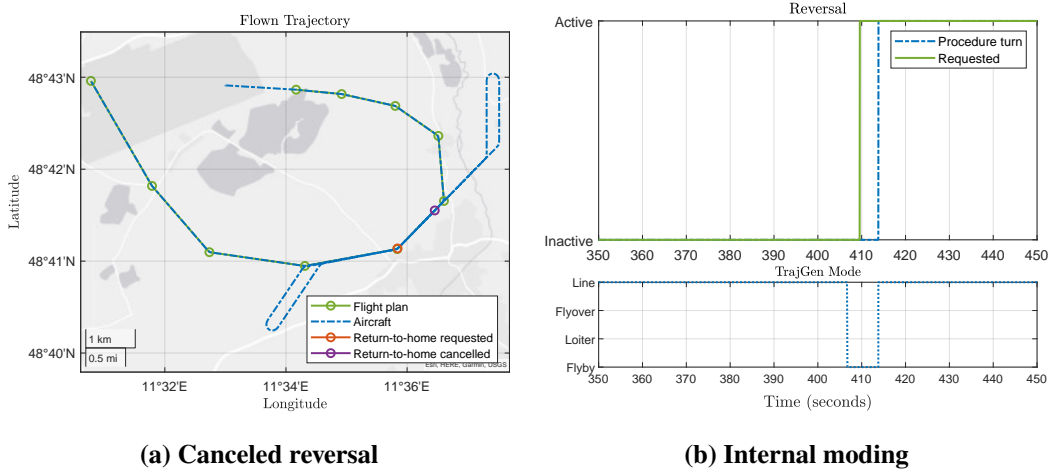 Flown Trajectory
48°43'N
48°42'N
48°41'N
48°40'N
Latitude
11°32'E
11°34'E
11°36'E
Longitude
Flight plan
Aircraft
Return-to-home requested
Return-to-home cancelled
1 km
0.5 mi
Esri, HERE, Garmin, USGS
(a) Canceled reversal
Reversal
Active
Inactive
Procedure turn
Requested
350 360 370 380 390 400 410 420 430 440 450
TrajGen Mode
Line
Flyover
Loiter
Flyby
350 360 370 380 390 400 410 420 430 440 450
Time (seconds)
(b) Internal moding